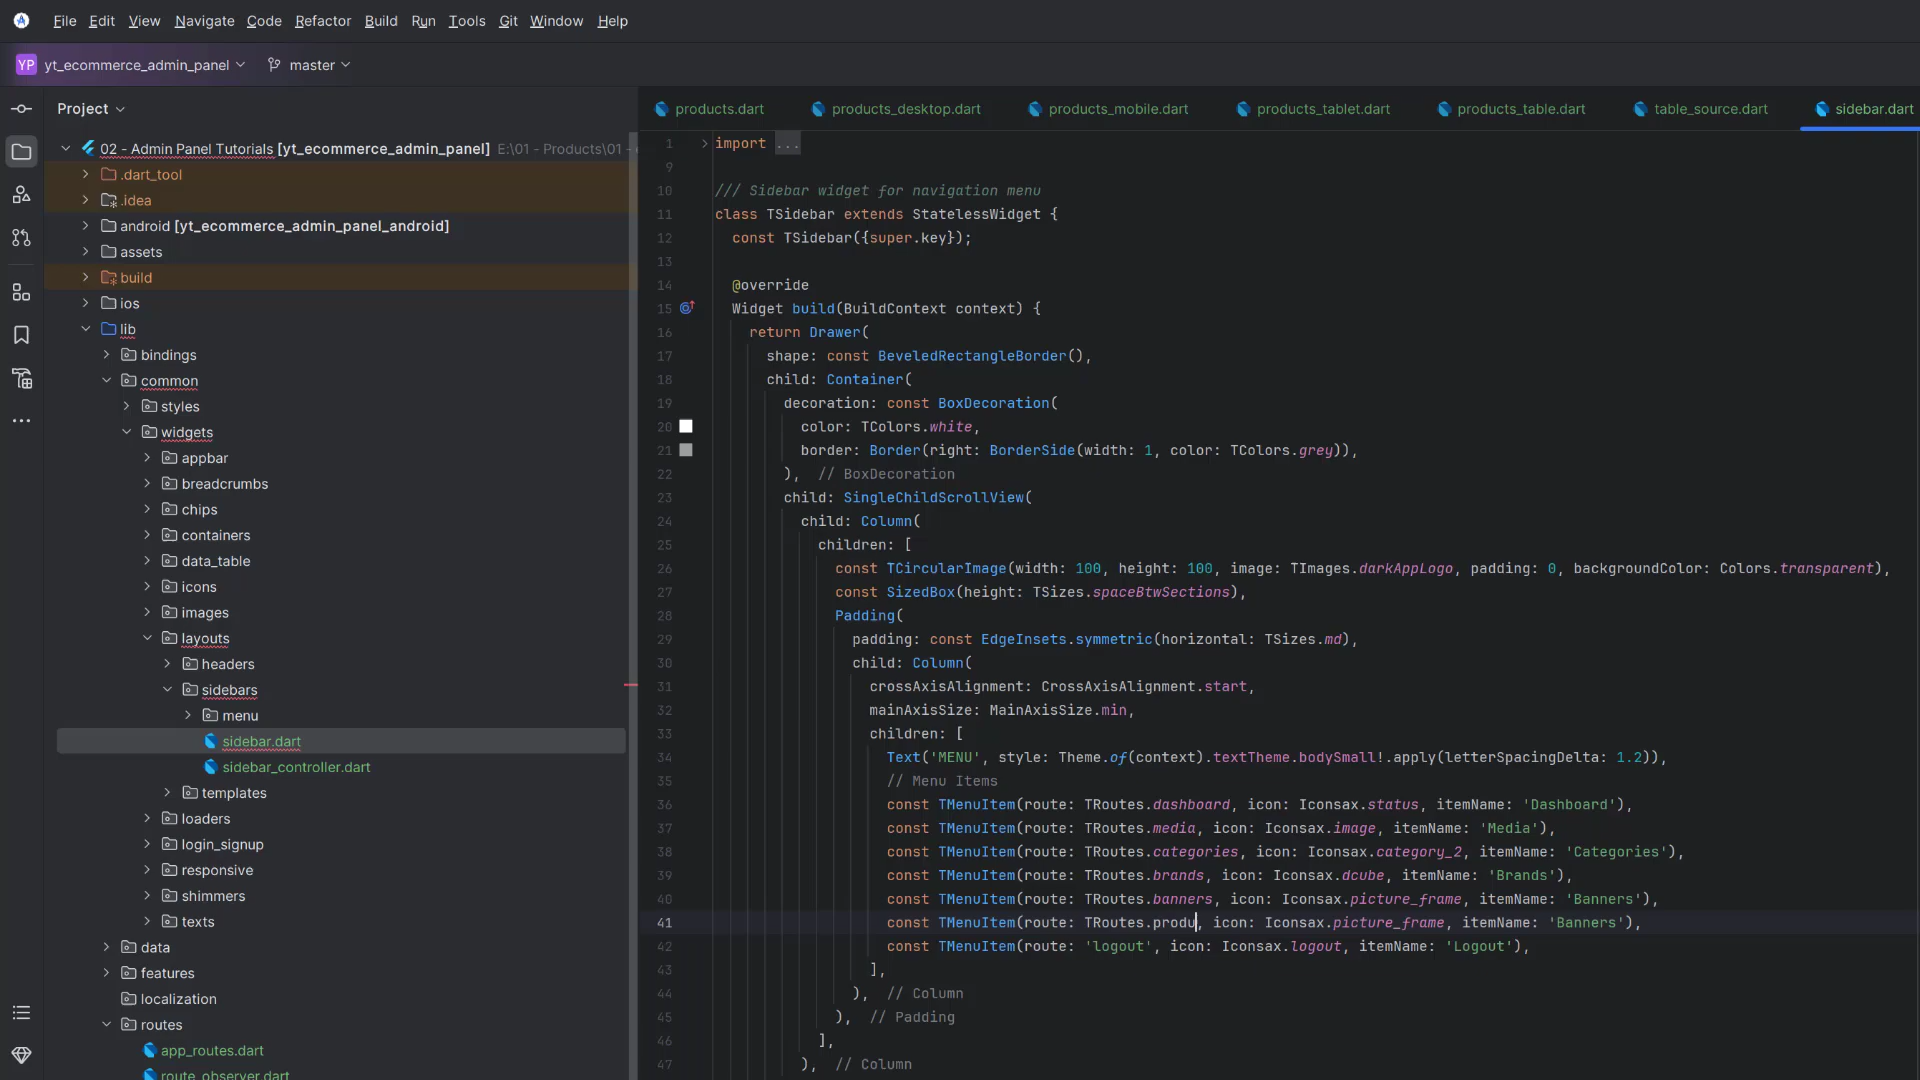 File Edit View Navigate Code Refactor Build Run Tools Git Window Help
YP yt_ecommerce_admin_panel master
Project
02 - Admin Panel Tutorials [yt_ecommerce_admin_panel] E:\01 - Products\01 -
.dart_tool
.idea
android [yt_ecommerce_admin_panel_android]
assets
build
ios
lib
bindings
common
styles
widgets
appbar
breadcrumbs
chips
containers
data_table
icons
images
layouts
headers
sidebars
menu
sidebar.dart
sidebar_controller.dart
templates
loaders
login_signup
responsive
shimmers
texts
data
features
localization
routes
app_routes.dart
route_observer.dart
products.dart products_desktop.dart products_mobile.dart products_tablet.dart products_table.dart table_source.dart sidebar.dart
1 import ...
9
10 /// Sidebar widget for navigation menu
11 class TSidebar extends StatelessWidget {
12 const TSidebar({super.key});
13
14 @override
15 Widget build(BuildContext context) {
16 return Drawer(
17 shape: const BeveledRectangleBorder(),
18 child: Container(
19 decoration: const BoxDecoration(
20 color: TColors.white,
21 border: Border(right: BorderSide(width: 1, color: TColors.grey)),
22 ), // BoxDecoration
23 child: SingleChildScrollView(
24 child: Column(
25 children: [
26 const TCircularImage(width: 100, height: 100, image: TImages.darkAppLogo, padding: 0, backgroundColor: Colors.transparent),
27 const SizedBox(height: TSizes.spaceBtwSections),
28 Padding(
29 padding: const EdgeInsets.symmetric(horizontal: TSizes.md),
30 child: Column(
31 crossAxisAlignment: CrossAxisAlignment.start,
32 mainAxisSize: MainAxisSize.min,
33 children: [
34 Text('MENU', style: Theme.of(context).textTheme.bodySmall!.apply(letterSpacingDelta: 1.2)),
35 // Menu Items
36 const TMenuItem(route: TRoutes.dashboard, icon: Iconsax.status, itemName: 'Dashboard'),
37 const TMenuItem(route: TRoutes.media, icon: Iconsax.image, itemName: 'Media'),
38 const TMenuItem(route: TRoutes.categories, icon: Iconsax.category_2, itemName: 'Categories'),
39 const TMenuItem(route: TRoutes.brands, icon: Iconsax.dcube, itemName: 'Brands'),
40 const TMenuItem(route: TRoutes.banners, icon: Iconsax.picture_frame, itemName: 'Banners'),
41 const TMenuItem(route: TRoutes.produ, icon: Iconsax.picture_frame, itemName: 'Banners'),
42 const TMenuItem(route: 'logout', icon: Iconsax.logout, itemName: 'Logout'),
43 ],
44 ), // Column
45 ), // Padding
46 ],
47 ), // Column